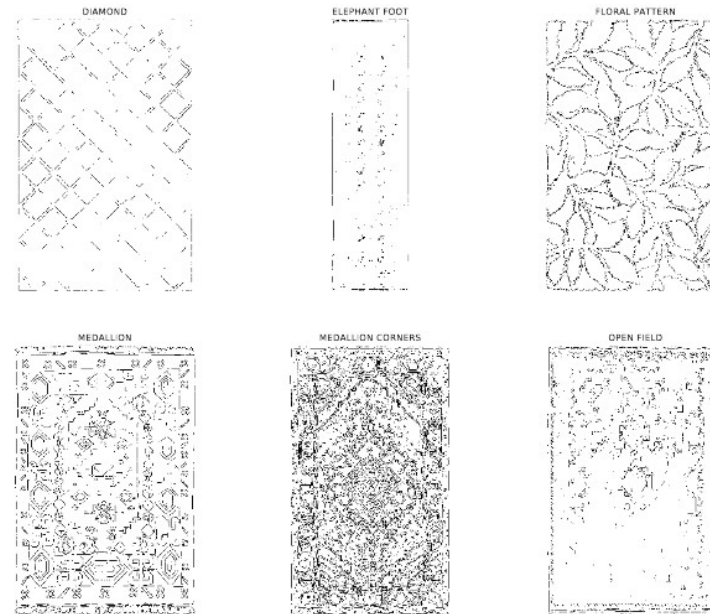 DIAMOND
ELEPHANT FOOT
FLORAL PATTERN
MEDALLION
MEDALLION CORNERS
OPEN FIELD